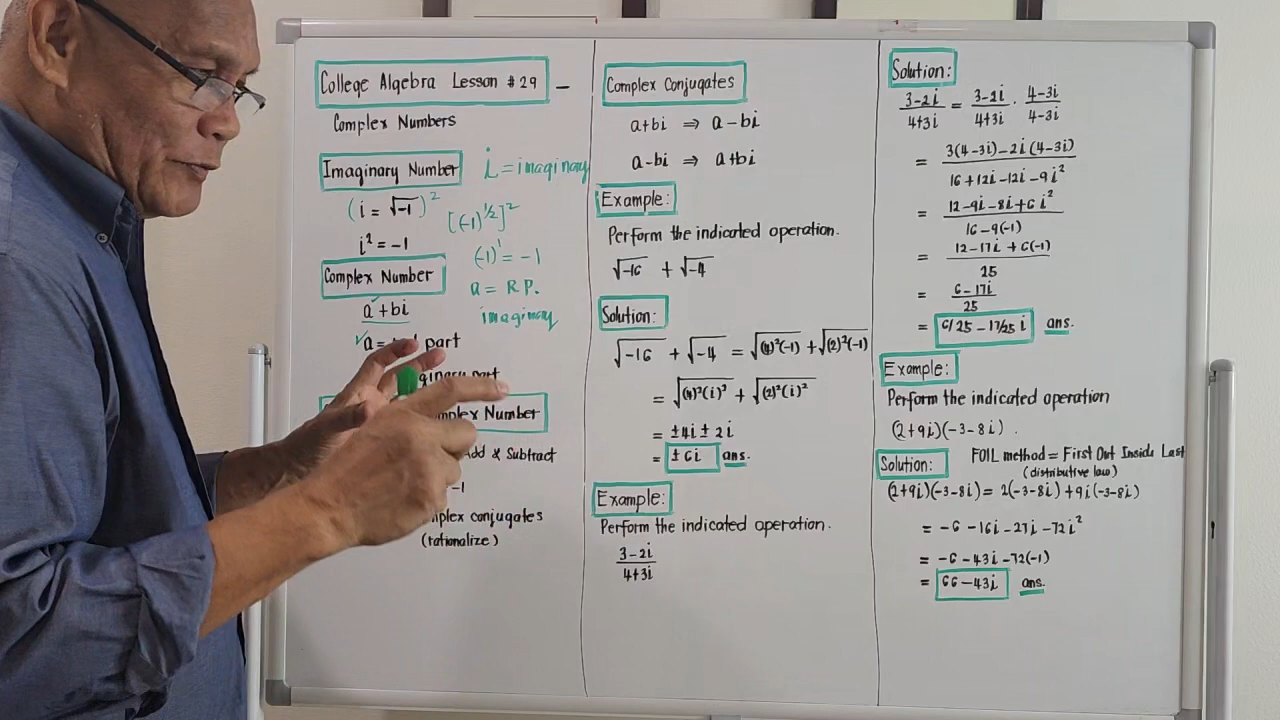 College Algebra Lesson #29 –
Complex Numbers
Imaginary Number
i = imaginary
(i = √-1)²
[(-1)^1/2]²
i² = -1
(-1)¹ = -1
Complex Number
a = R.P.
a + bi
imaginary
✓a = part
part
Number
Add & Subtract
-1
conjugates
(rationalize)
Complex Conjugates
a+bi ⇒ a-bi
a-bi ⇒ a+bi
Example:
Perform the indicated operation.
√-16 + √-4
Solution:
√-16 + √-4 = √(4)²(-1) + √(2)²(-1)
= √(4)²(i)² + √(2)²(i)²
= ±4i ± 2i
= ±6i ans.
Example:
Perform the indicated operation.
3-2i
4+3i
Solution:
3-2i/4+3i = 3-2i/4+3i · 4-3i/4-3i
= 3(4-3i)-2i(4-3i)/16+12i-12i-9i²
= 12-9i-8i+6i²/16-9(-1)
= 12-17i+6(-1)/25
= 6-17i/25
= 6/25 - 17/25 i ans.
Example:
Perform the indicated operation
(2+9i)(-3-8i).
Solution: FOIL method = First Out Inside Last
(distributive law)
(2+9i)(-3-8i) = 2(-3-8i)+9i(-3-8i)
= -6-16i-27i-72i²
= -6-43i-72(-1)
= 66-43i ans.